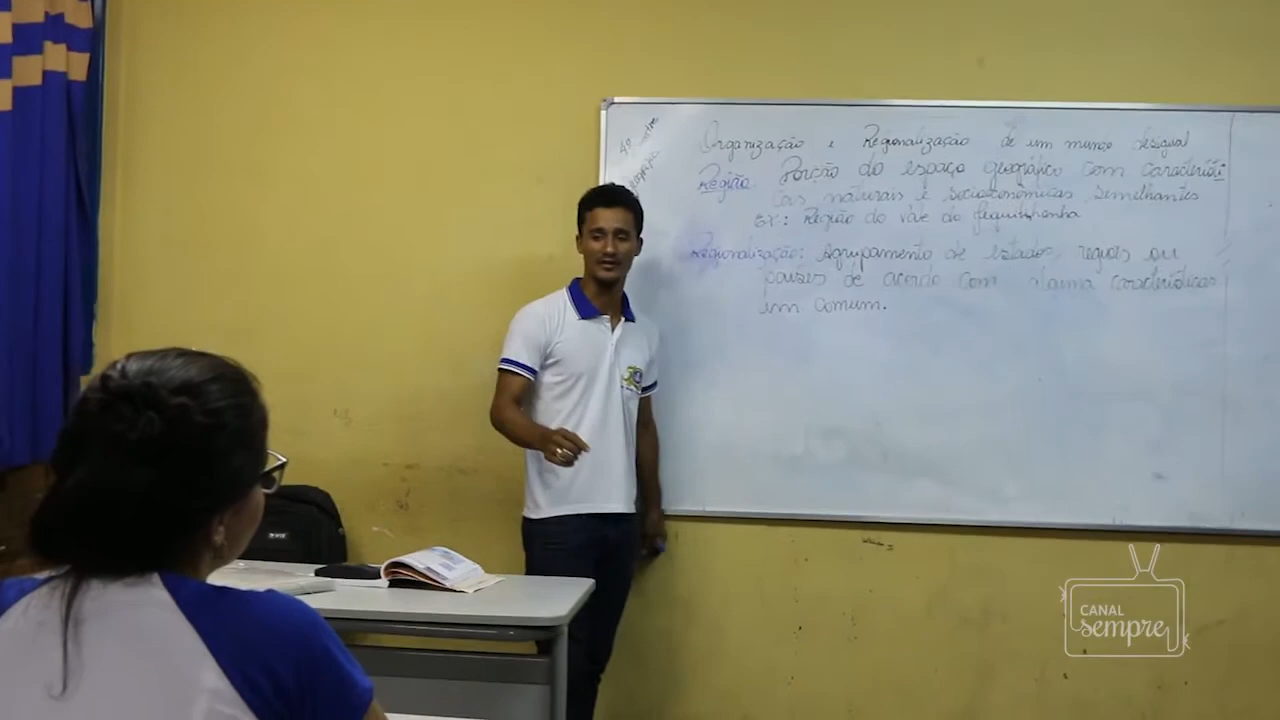 Organização e Regionalização de um mundo desigual
Região: Porção do espaço geográfico com característi
cas naturais e socioeconômicas semelhantes
Ex: Região do vale do Jequitinhonha
Regionalização: Agrupamento de estados, regiões ou
países de acordo com alguma características
em comum.
CANAL
sempre